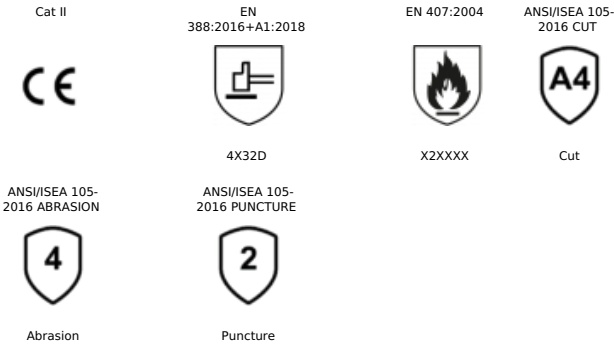 Cat II
EN
388:2016+A1:2018
EN 407:2004
ANSI/ISEA 105-
2016 CUT
CE
A4
4X32D
X2XXXX
Cut
ANSI/ISEA 105-
2016 ABRASION
ANSI/ISEA 105-
2016 PUNCTURE
4
2
Abrasion
Puncture